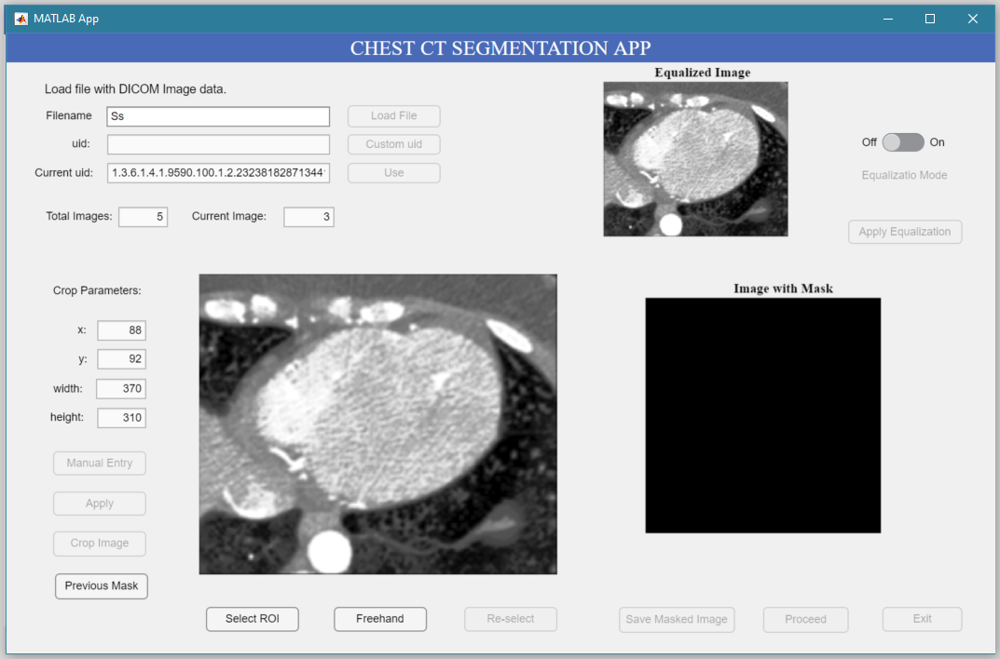 MATLAB App
CHEST CT SEGMENTATION APP
Load file with DICOM Image data.
Filename Ss Load File
uid: Custom uid
Current uid: 1.3.6.1.4.1.9590.100.1.2.23238182871344 Use
Total Images: 5 Current Image: 3
Equalized Image
Off On
Equalizatio Mode
Apply Equalization
Crop Parameters:
x: 88
y: 92
width: 370
height: 310
Manual Entry
Apply
Crop Image
Previous Mask
Image with Mask
Select ROI Freehand Re-select Save Masked Image Proceed Exit